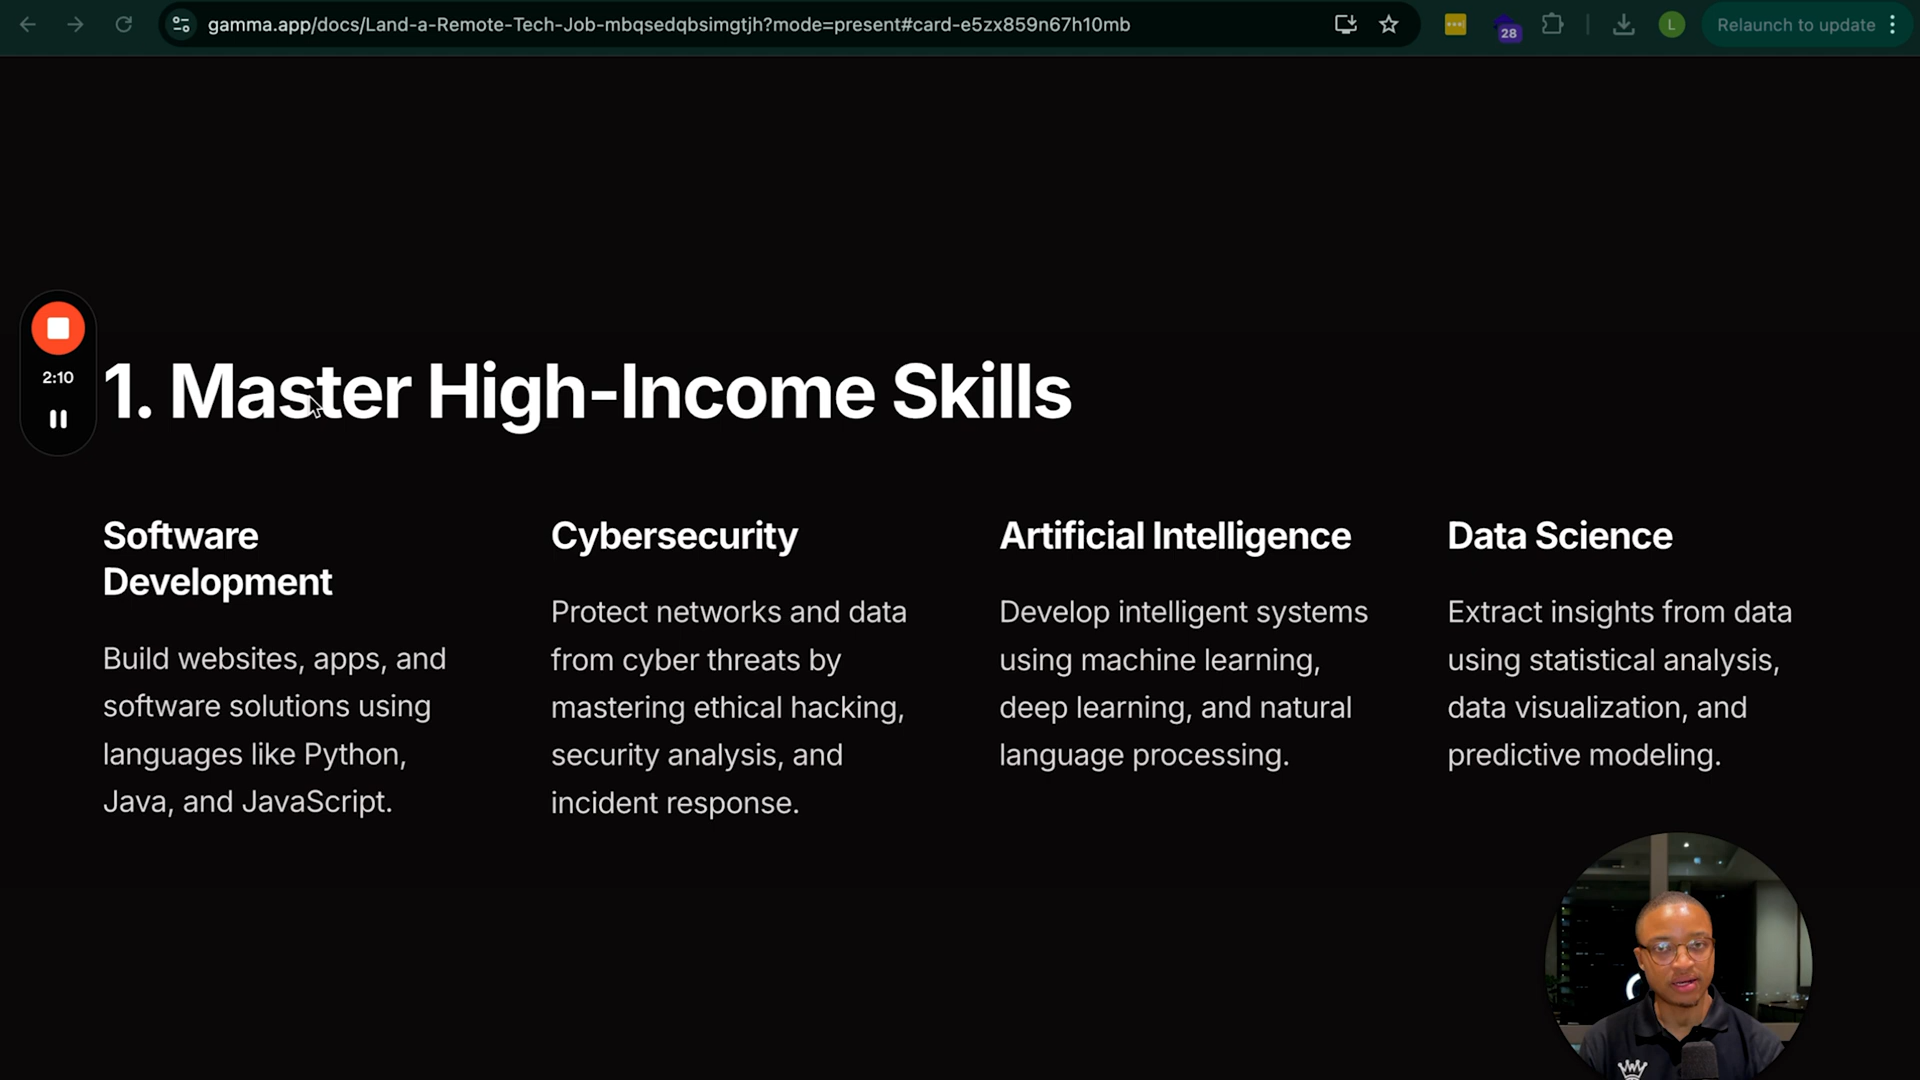 gamma.app/docs/Land-a-Remote-Tech-Job-mbqsedqbsimgtjh?mode=present#card-e5zx859n67h10mb
28
L
Relaunch to update
2:10
1. Master High-Income Skills
Software
Development
Build websites, apps, and
software solutions using
languages like Python,
Java, and JavaScript.
Cybersecurity
Protect networks and data
from cyber threats by
mastering ethical hacking,
security analysis, and
incident response.
Artificial Intelligence
Develop intelligent systems
using machine learning,
deep learning, and natural
language processing.
Data Science
Extract insights from data
using statistical analysis,
data visualization, and
predictive modeling.